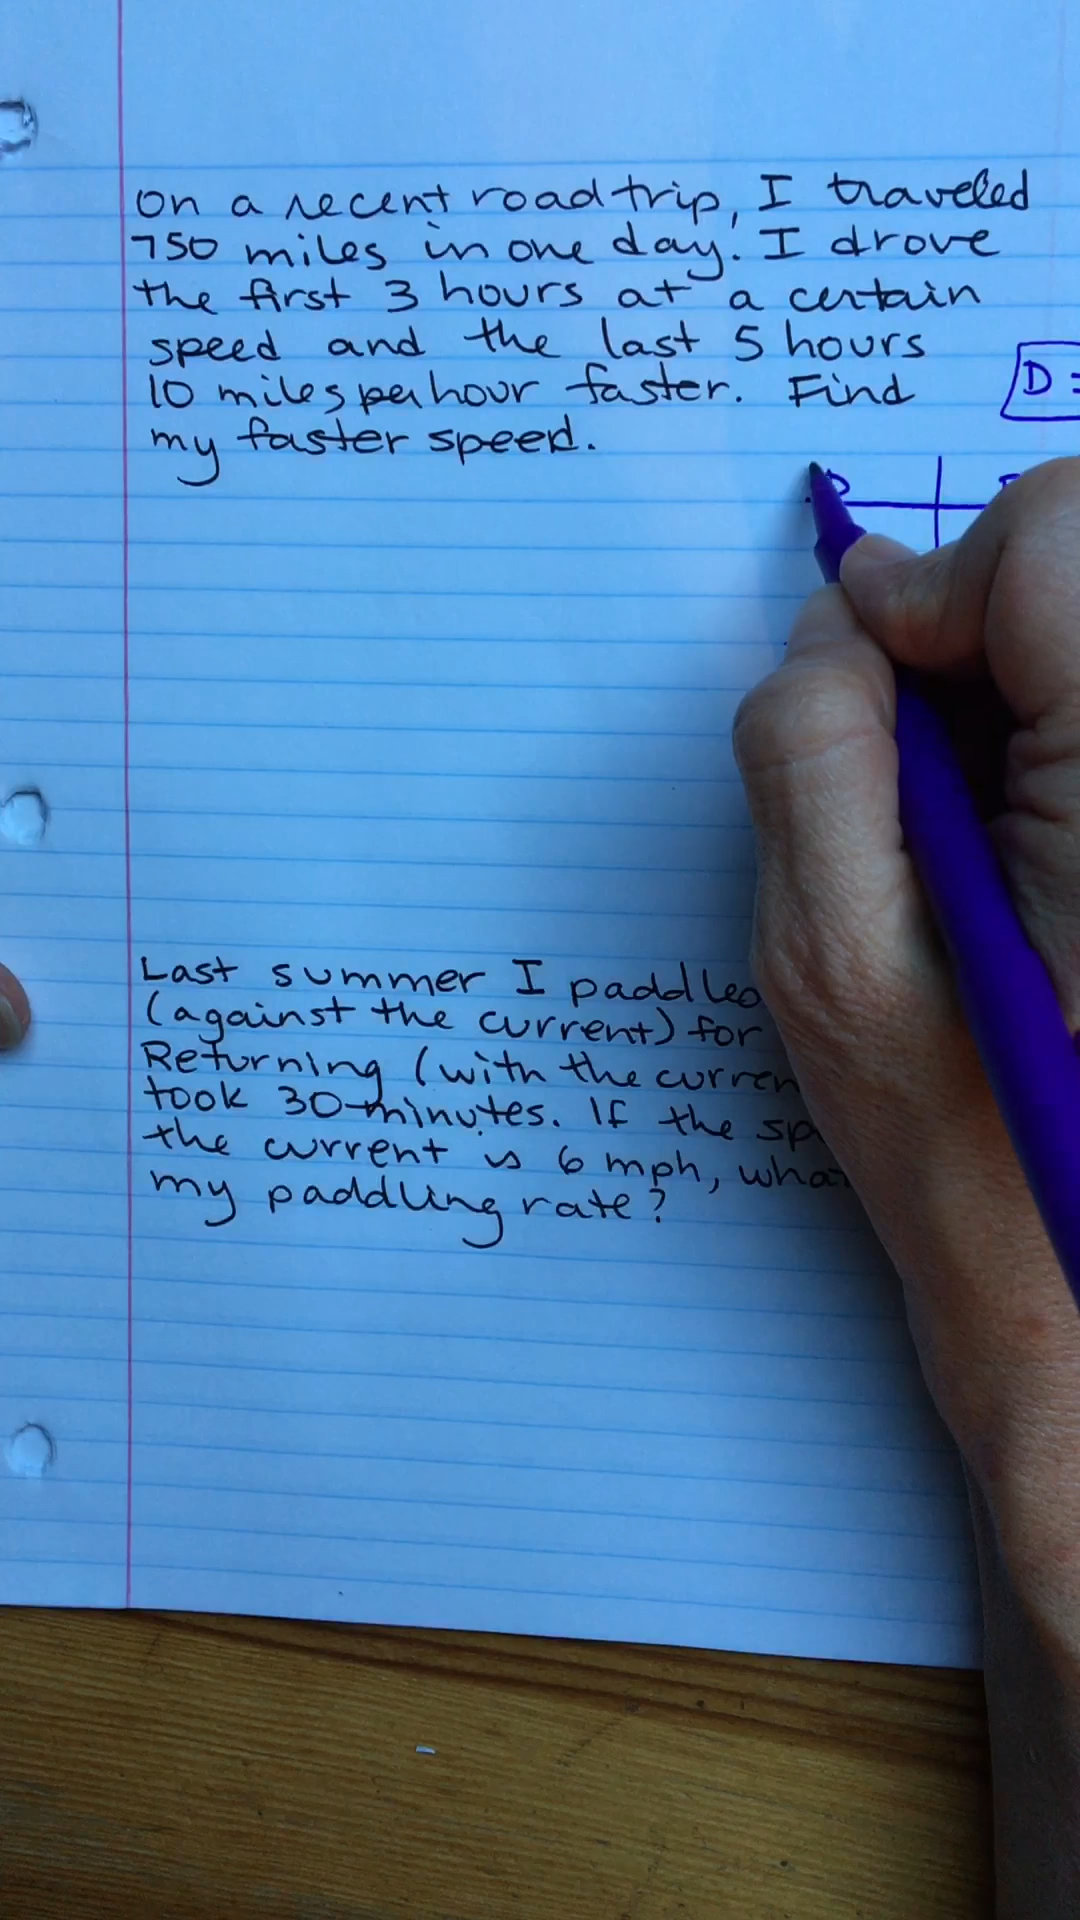 On a recent road trip, I traveled
750 miles in one day. I drove
the first 3 hours at a certain
speed and the last 5 hours
10 miles per hour faster. Find
D =
my faster speed.
D
Last summer I paddled
(against the current) for
Returning (with the
took 30 minutes. If the
the current is 6 mph,
my paddling rate?